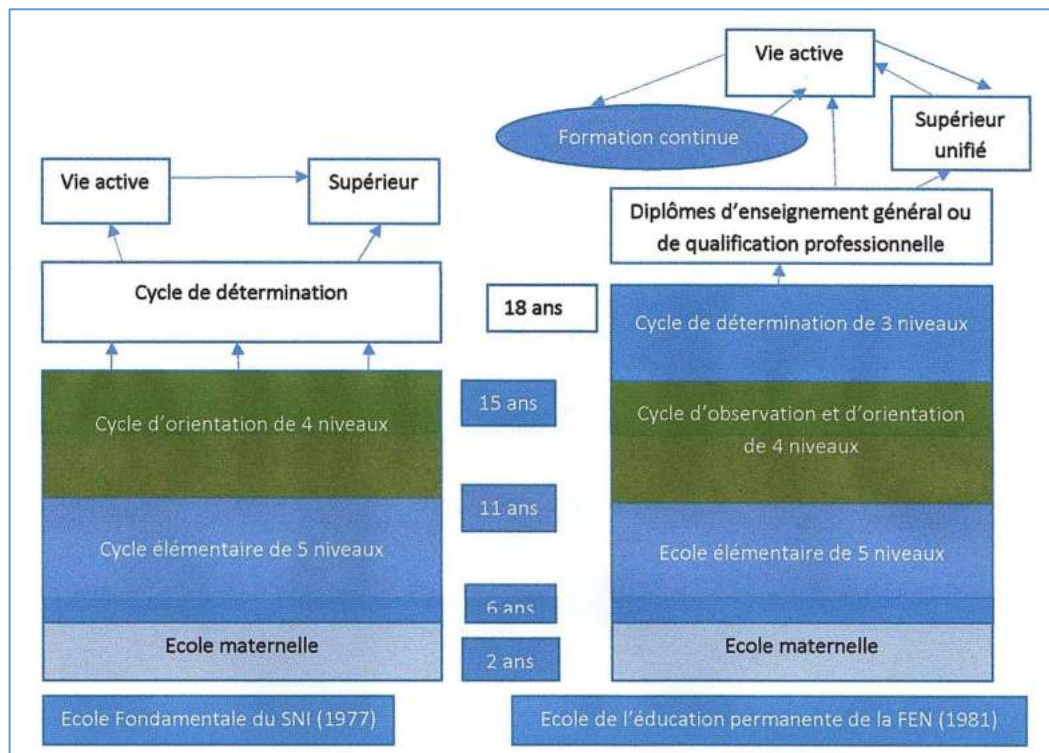 Vie active
Formation continue
Supérieur
unifié
Vie active
Supérieur
Diplômes d'enseignement général ou
de qualification professionnelle
Cycle de détermination
18 ans
Cycle de détermination de 3 niveaux
Cycle d'orientation de 4 niveaux
15 ans
Cycle d'observation et d'orientation
de 4 niveaux
11 ans
Cycle élémentaire de 5 niveaux
Ecole élémentaire de 5 niveaux
6 ans
Ecole maternelle
2 ans
Ecole maternelle
Ecole Fondamentale du SNI (1977)
Ecole de l'éducation permanente de la FEN (1981)